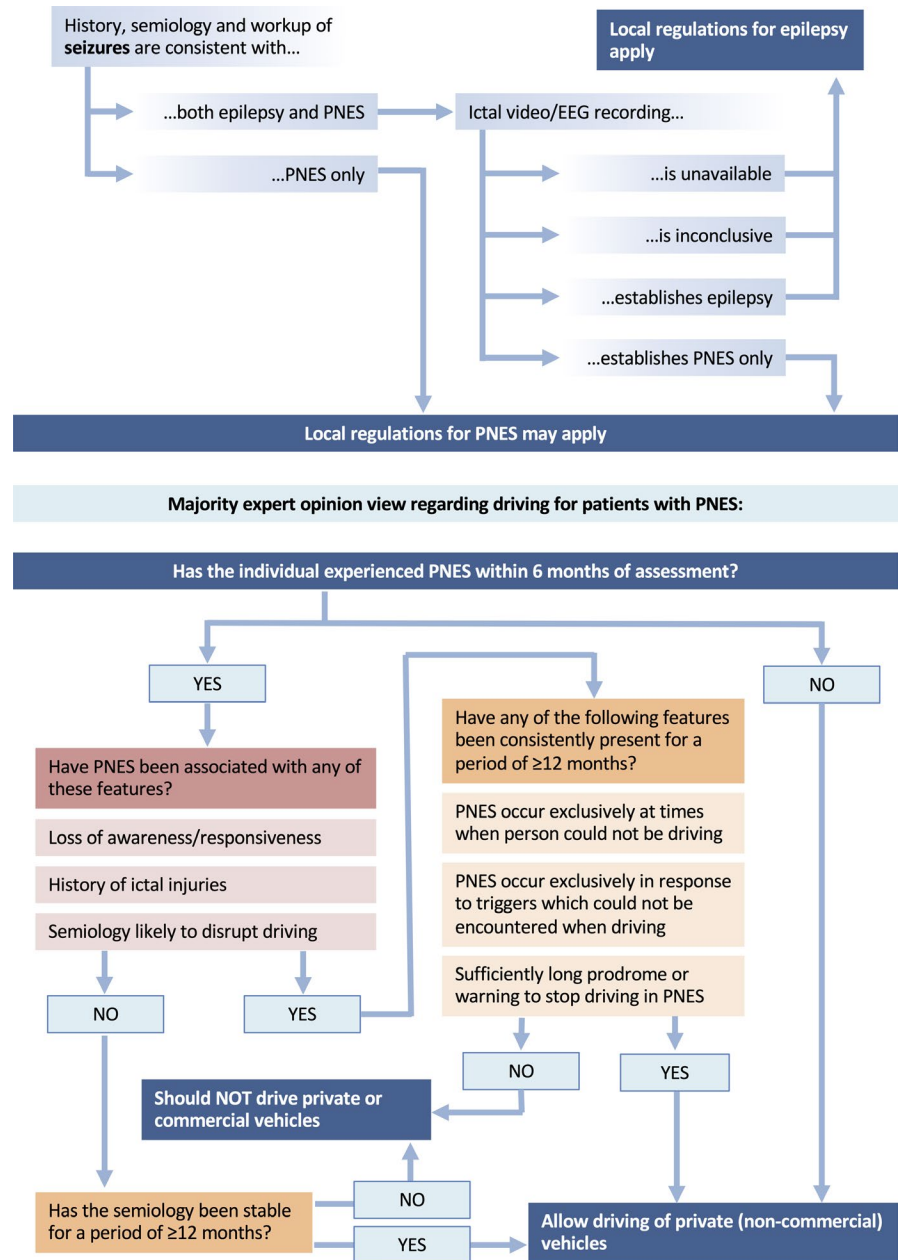 History, semiology and workup of
seizures are consistent with...
Local regulations for epilepsy
apply
...both epilepsy and PNES
Ictal video/EEG recording...
...PNES only
...is unavailable
...is inconclusive
...establishes epilepsy
...establishes PNES only
Local regulations for PNES may apply
Majority expert opinion view regarding driving for patients with PNES:
Has the individual experienced PNES within 6 months of assessment?
YES
NO
Have PNES been associated with any of
these features?
Loss of awareness/responsiveness
History of ictal injuries
Semiology likely to disrupt driving
NO
YES
Have any of the following features
been consistently present for a
period of ≥12 months?
PNES occur exclusively at times
when person could not be driving
PNES occur exclusively in response
to triggers which could not be
encountered when driving
Sufficiently long prodrome or
warning to stop driving in PNES
NO
YES
Should NOT drive private or
commercial vehicles
Has the semiology been stable
for a period of ≥12 months?
NO
YES
Allow driving of private (non-commercial)
vehicles